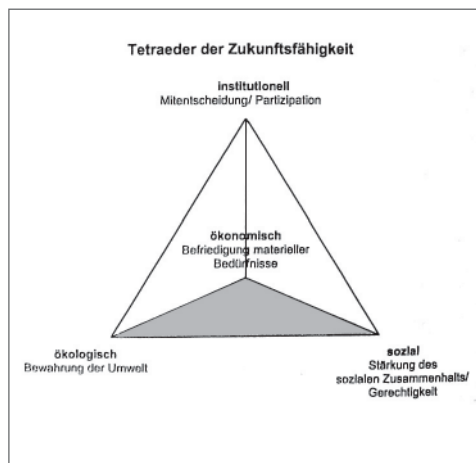 Tetraeder der Zukunftsfähigkeit
institutionell
Mitentscheidung/ Partizipation
ökonomisch
Befriedigung materieller
Bedürfnisse
ökologisch
Bewahrung der Umwelt
sozial
Stärkung des
sozialen Zusammenhalts/
Gerechtigkeit